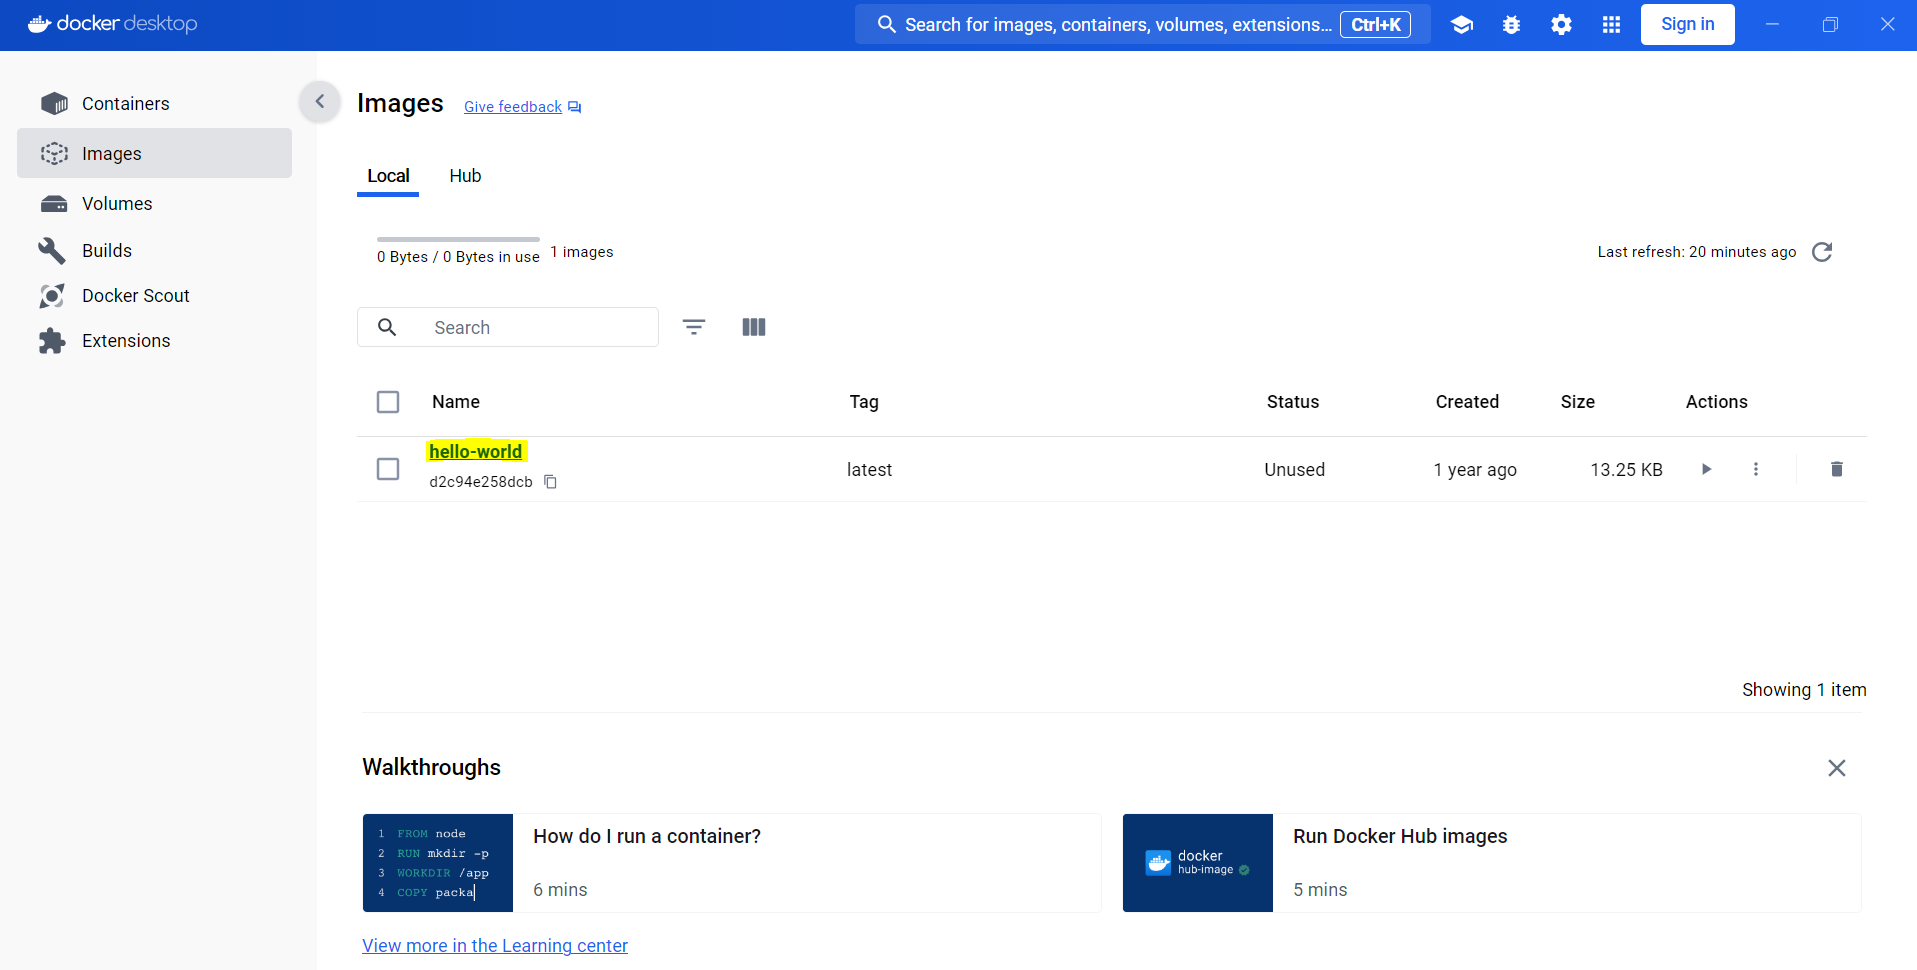 docker desktop
Search for images, containers, volumes, extensions... Ctrl+K
Sign in
Containers
Images
Volumes
Builds
Docker Scout
Extensions
Images Give feedback
Local Hub
0 Bytes / 0 Bytes in use 1 images
Last refresh: 20 minutes ago
Search
Name Tag Status Created Size Actions
hello-world
d2c94e258dcb
latest Unused 1 year ago 13.25 KB
Showing 1 item
Walkthroughs
1 FROM node
2 RUN mkdir -p
3 WORKDIR /app
4 COPY packa
How do I run a container?
6 mins
docker
hub-image
Run Docker Hub images
5 mins
View more in the Learning center